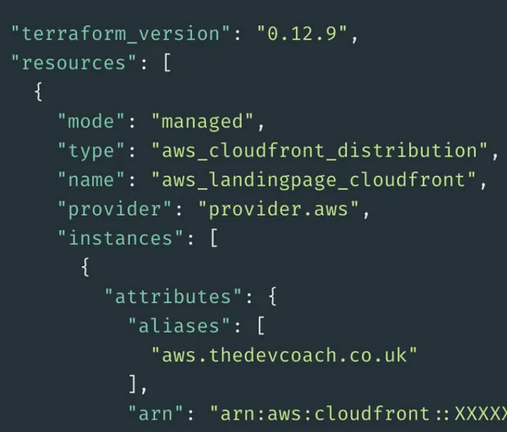 "terraform_version": "0.12.9",
"resources": [
{
"mode": "managed",
"type": "aws_cloudfront_distribution",
"name": "aws_landingpage_cloudfront",
"provider": "provider.aws",
"instances": [
{
"attributes": {
"aliases": [
"aws.thedevcoach.co.uk"
],
"arn": "arn:aws:cloudfront::XXXXX